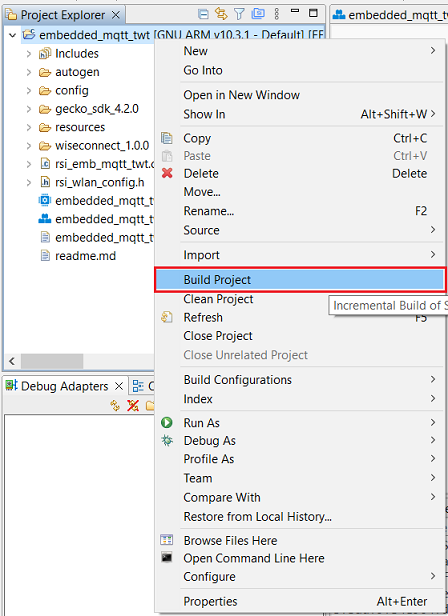 Project Explorer
embedded_mqtt_twt
embedded_mqtt_twt [GNU ARM v10.3.1 - Default] [EF
Includes
autogen
config
gecko_sdk_4.2.0
resources
wiseconnect_1.0.0
rsi_emb_mqtt_twt.c
rsi_wlan_config.h
embedded_mqtt_tw
embedded_mqtt_tw
embedded_mqtt_tw
readme.md
New
Go Into
Open in New Window
Show In Alt+Shift+W
Copy Ctrl+C
Paste Ctrl+V
Delete Delete
Move...
Rename... F2
Source
Import
Build Project
Clean Project
Incremental Build of S
Refresh F5
Close Project
Close Unrelated Project
Build Configurations
Index
Run As
Debug As
Profile As
Team
Compare With
Restore from Local History...
Browse Files Here
Open Command Line Here
Configure
Properties Alt+Enter
Debug Adapters